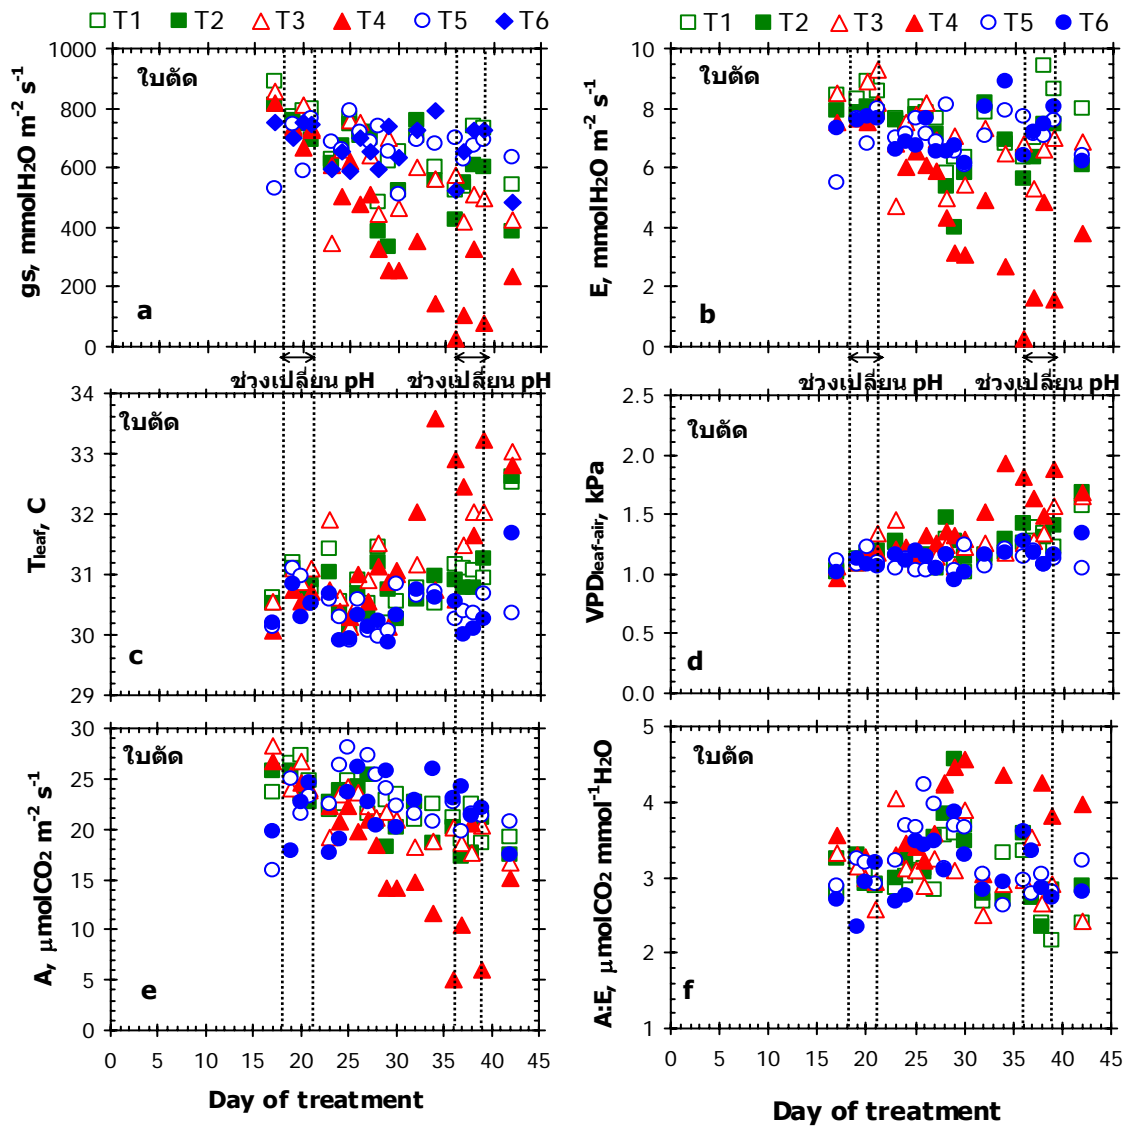 T1 T2 T3 T4 T5 T6
T1 T2 T3 T4 T5 T6
1000
800
600
400
200
0
gs, mmolH2O m-2 s-1
ใบตัด
a
10
8
6
4
2
0
E, mmolH2O m-2 s-1
ใบตัด
b
ช่วงเปลี่ยน pH ช่วงเปลี่ยน pH
ช่วงเปลี่ยน pH ช่วงเปลี่ยน pH
34
33
32
31
30
29
Tleaf, C
ใบตัด
c
2.5
2.0
1.5
1.0
0.5
0.0
VPDleaf-air, kPa
ใบตัด
d
30
25
20
15
10
5
0
A, μmolCO2 m-2 s-1
ใบตัด
e
0 5 10 15 20 25 30 35 40 45
Day of treatment
5
4
3
2
1
A:E, μmolCO2 mmol-1H2O
ใบตัด
f
0 5 10 15 20 25 30 35 40 45
Day of treatment